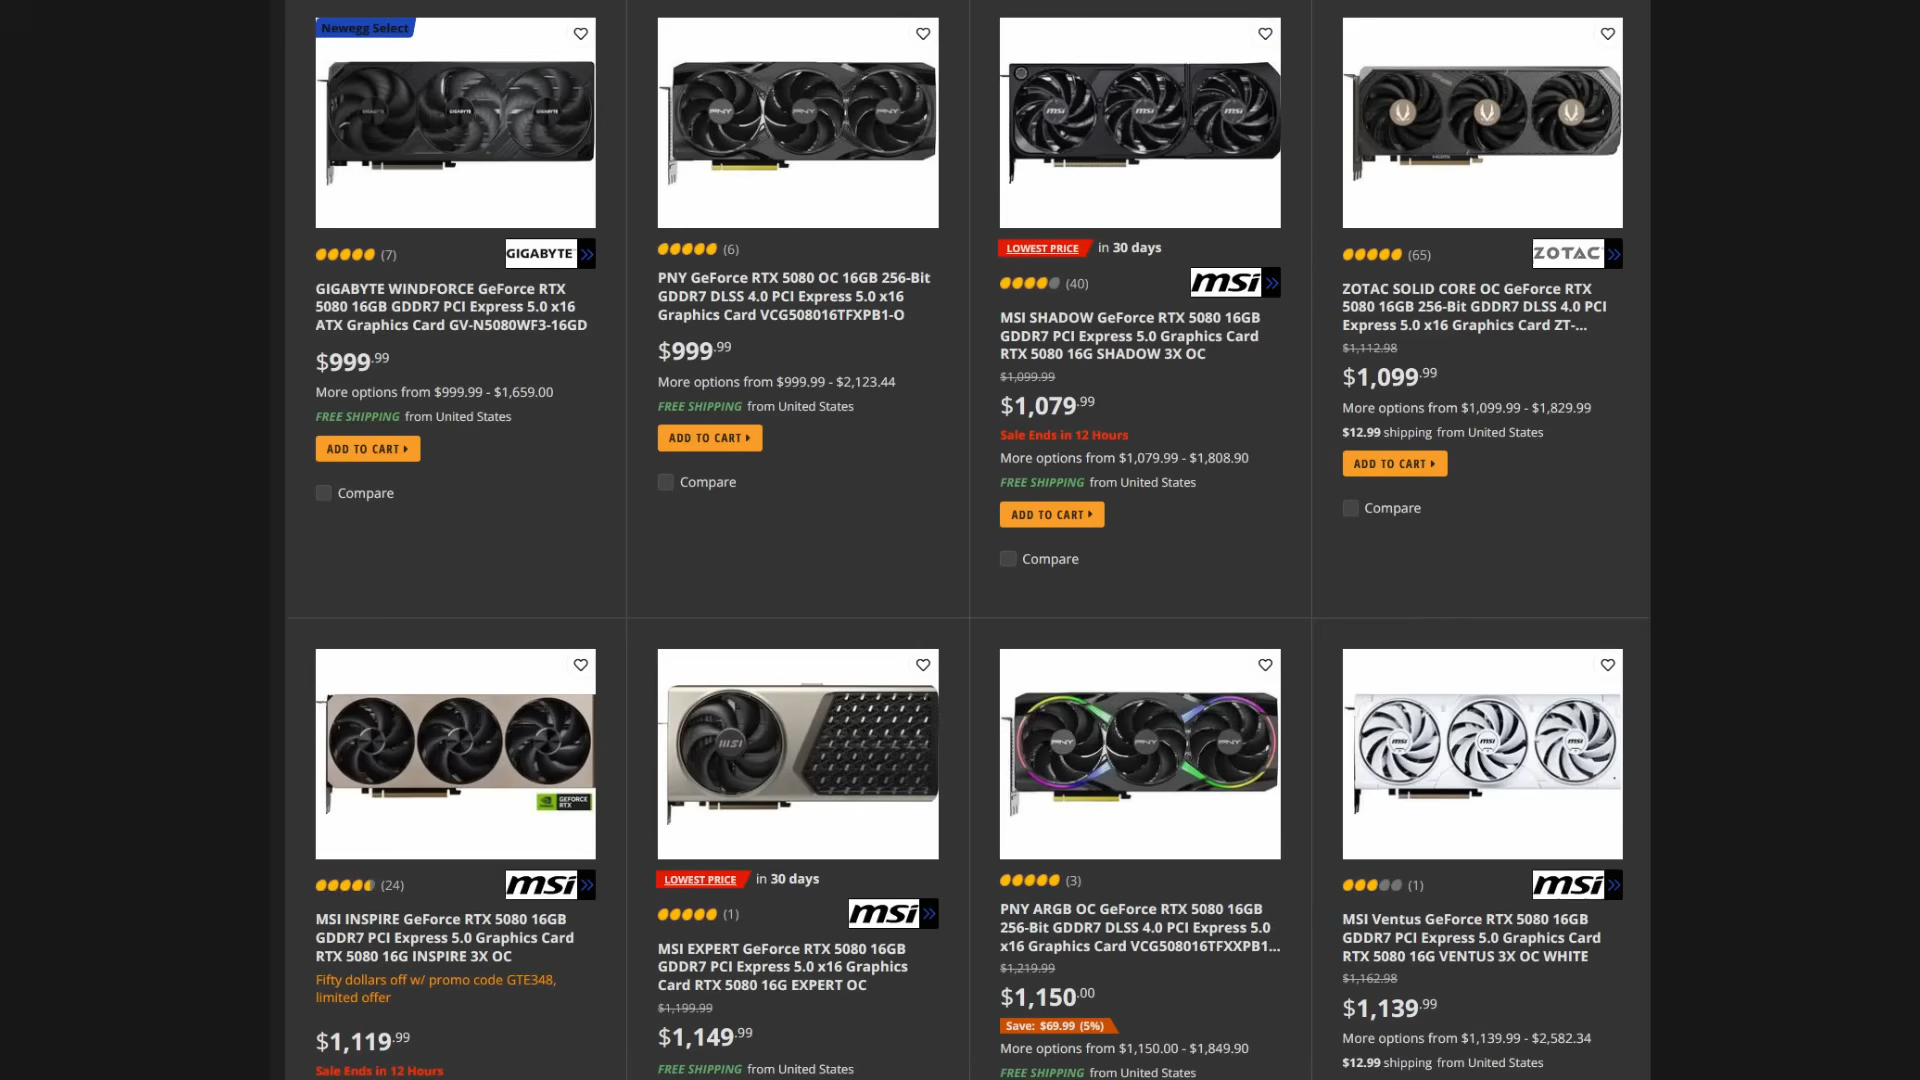 Newegg Select
(7)
GIGABYTE
GIGABYTE WINDFORCE GeForce RTX
5080 16GB GDDR7 PCI Express 5.0 x16
ATX Graphics Card GV-N5080WF3-16GD
$999.99
More options from $999.99 - $1,659.00
FREE SHIPPING from United States
ADD TO CART
Compare
PNY
PNY
PNY
(6)
PNY GeForce RTX 5080 OC 16GB 256-Bit
GDDR7 DLSS 4.0 PCI Express 5.0 x16
Graphics Card VCG508016TFXPB1-O
$999.99
More options from $999.99 - $2,123.44
FREE SHIPPING from United States
ADD TO CART
Compare
msi
msi
msi
LOWEST PRICE in 30 days
(40)
msi
MSI SHADOW GeForce RTX 5080 16GB
GDDR7 PCI Express 5.0 Graphics Card
RTX 5080 16G SHADOW 3X OC
$1,099.99
$1,079.99
Sale Ends in 12 Hours
More options from $1,079.99 - $1,808.90
FREE SHIPPING from United States
ADD TO CART
Compare
(65)
ZOTAC
ZOTAC SOLID CORE OC GeForce RTX
5080 16GB 256-Bit GDDR7 DLSS 4.0 PCI
Express 5.0 x16 Graphics Card ZT-...
$1,112.98
$1,099.99
More options from $1,099.99 - $1,829.99
$12.99 shipping from United States
ADD TO CART
Compare
GEFORCE
RTX
(24)
msi
MSI INSPIRE GeForce RTX 5080 16GB
GDDR7 PCI Express 5.0 Graphics Card
RTX 5080 16G INSPIRE 3X OC
Fifty dollars off w/ promo code GTE348,
limited offer
$1,119.99
Sale Ends in 12 Hours
msi
LOWEST PRICE in 30 days
(1)
msi
MSI EXPERT GeForce RTX 5080 16GB
GDDR7 PCI Express 5.0 x16 Graphics
Card RTX 5080 16G EXPERT OC
$1,199.99
$1,149.99
FREE SHIPPING from United States
PNY
PNY
PNY
(3)
PNY ARGB OC GeForce RTX 5080 16GB
256-Bit GDDR7 DLSS 4.0 PCI Express 5.0
x16 Graphics Card VCG508016TFXXPB1...
$1,219.99
$1,150.00
Save: $69.99 (5%)
More options from $1,150.00 - $1,849.90
FREE SHIPPING from United States
msi
msi
msi
(1)
msi
MSI Ventus GeForce RTX 5080 16GB
GDDR7 PCI Express 5.0 Graphics Card
RTX 5080 16G VENTUS 3X OC WHITE
$1,162.98
$1,139.99
More options from $1,139.99 - $2,582.34
$12.99 shipping from United States